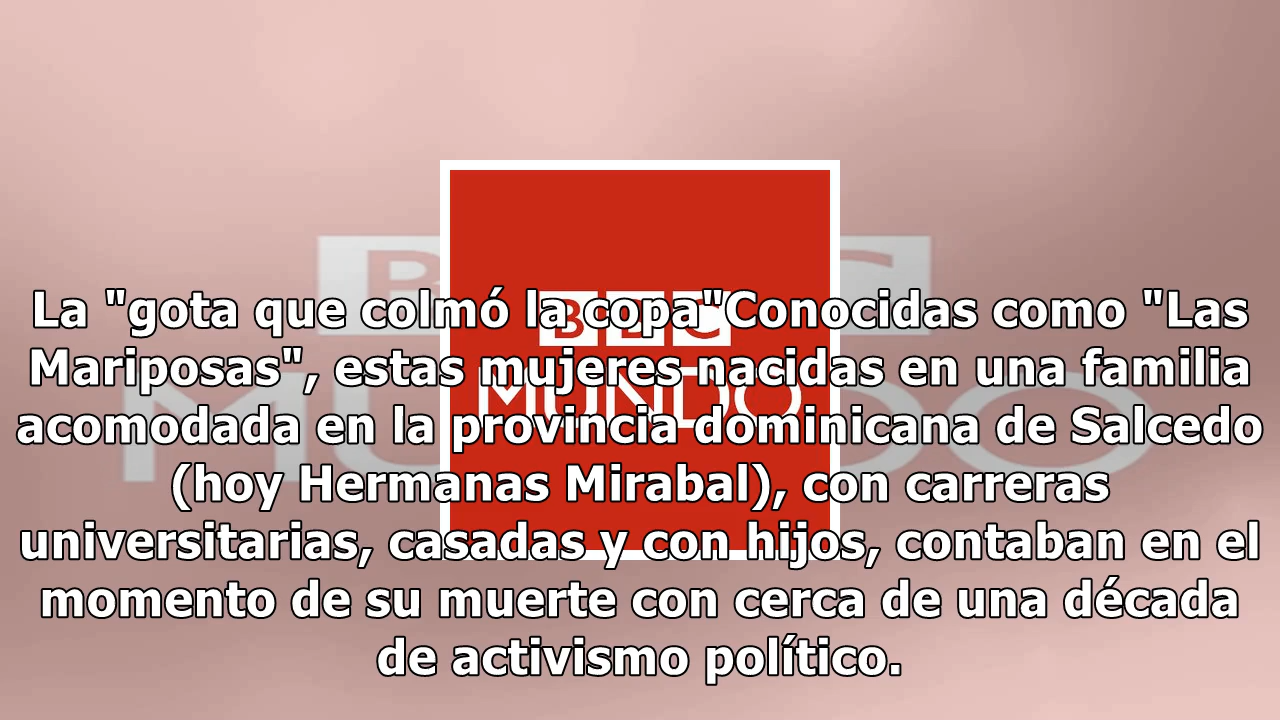 La "gota que colmó la copa"Conocidas como "Las
Mariposas", estas mujeres nacidas en una familia
acomodada en la provincia dominicana de Salcedo
(hoy Hermanas Mirabal), con carreras
universitarias, casadas y con hijos, contaban en el
momento de su muerte con cerca de una década
de activismo político.
BBC
MUNDO